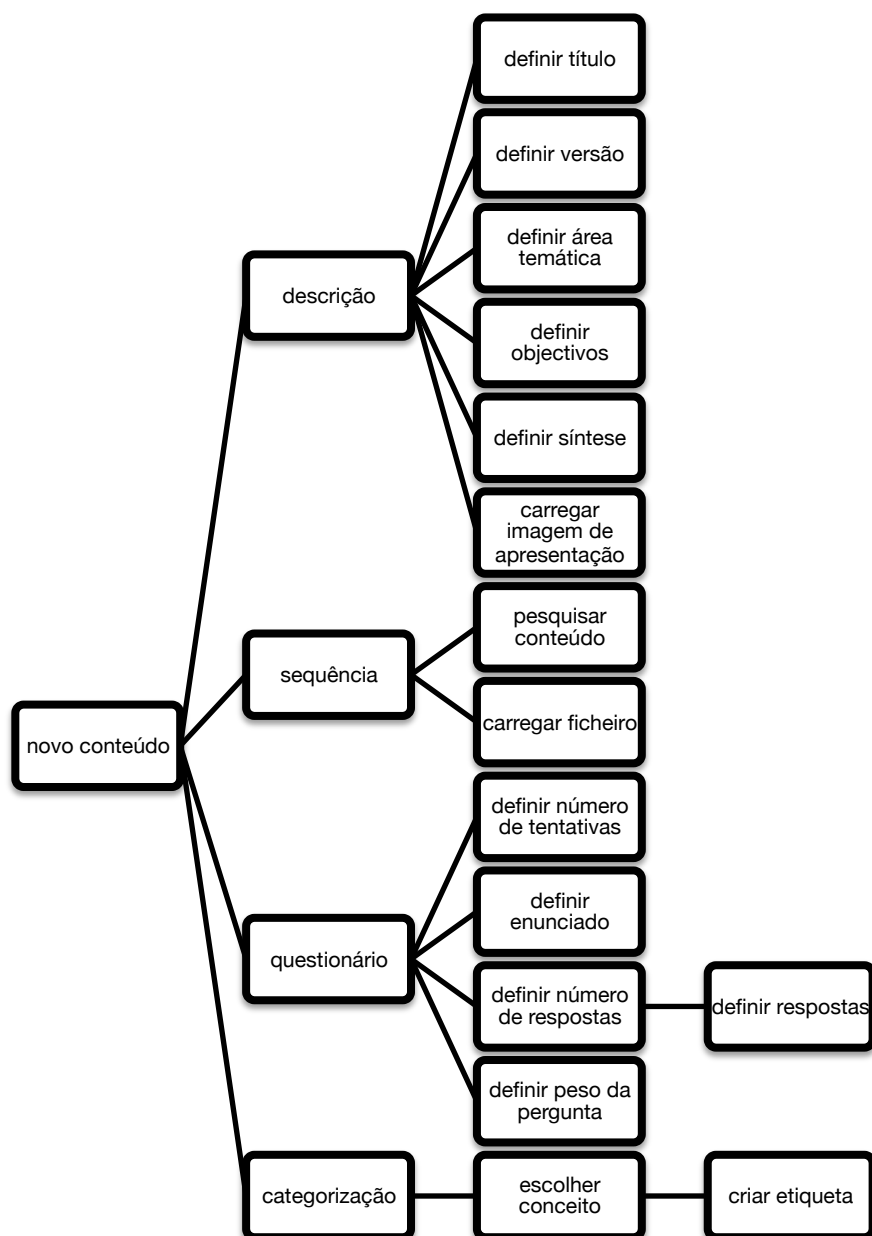 definir título
definir versão
definir área
temática
descrição
definir
objectivos
definir síntese
carregar
imagem de
apresentação
pesquisar
conteúdo
sequência
carregar ficheiro
novo conteúdo
definir número
de tentativas
definir
enunciado
questionário
definir número
de respostas
definir respostas
definir peso da
pergunta
categorização
escolher
conceito
criar etiqueta